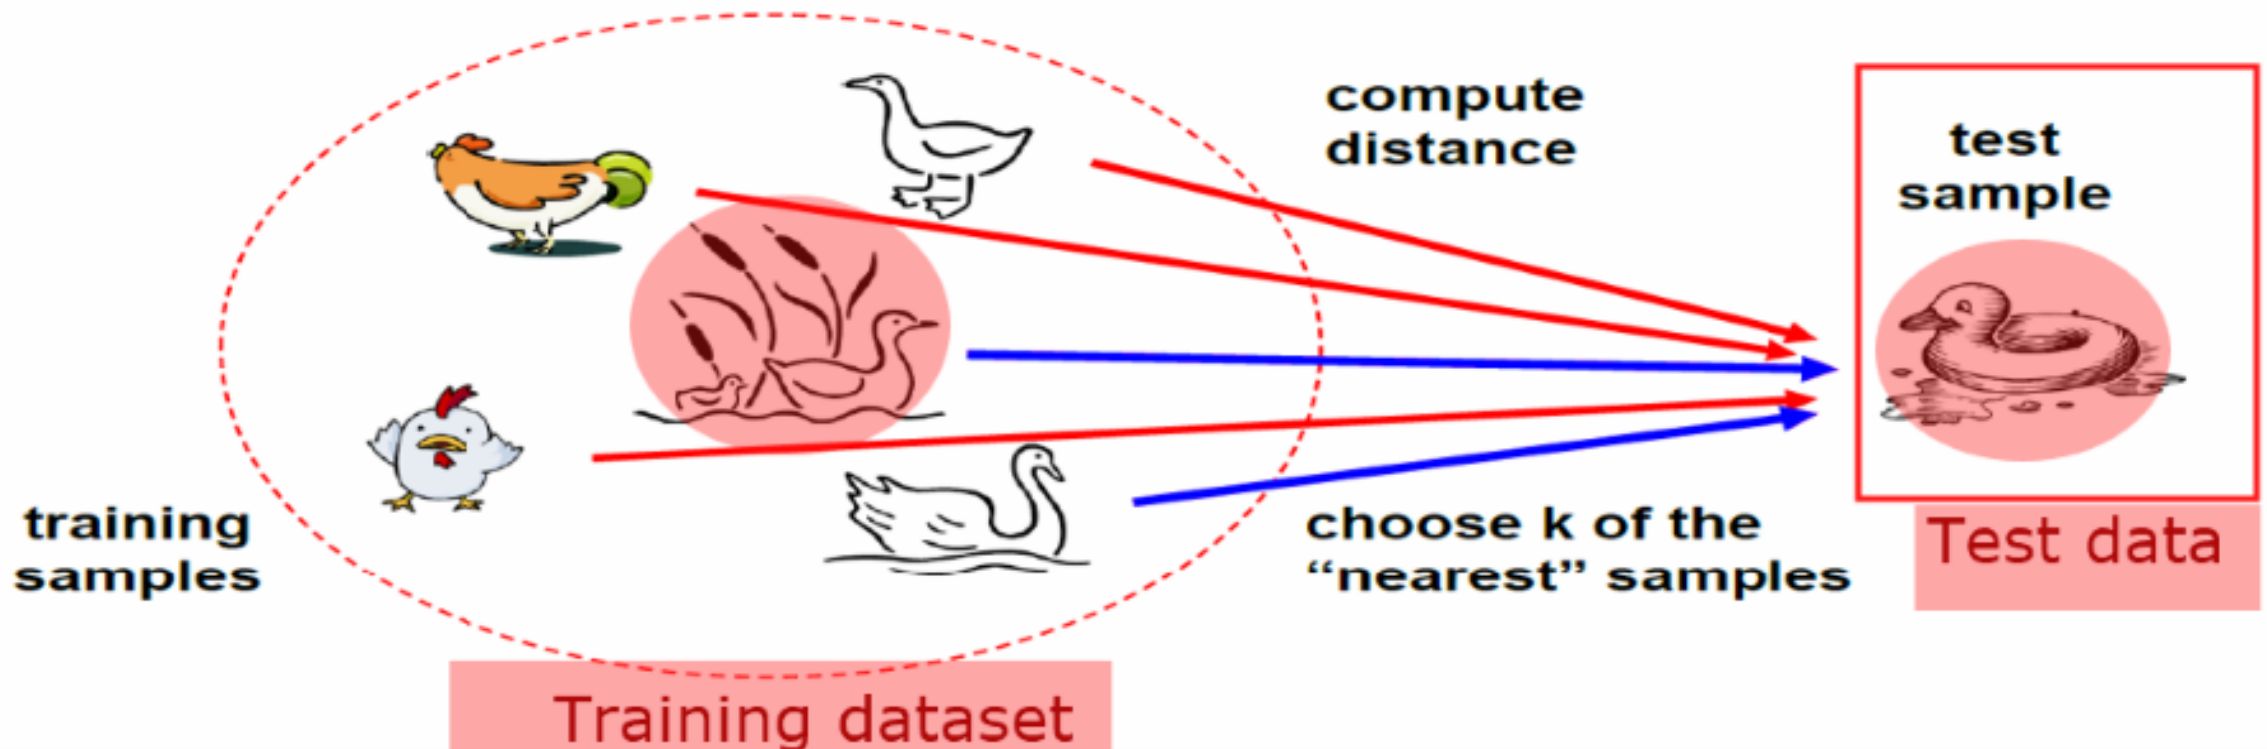 compute
distance
test
sample
training
samples
choose k of the
“nearest” samples
Test data
Training dataset